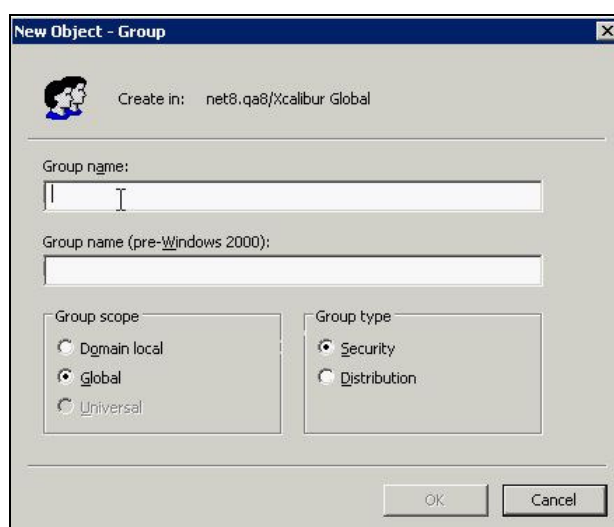 New Object - Group
Create in: net8.qa8/Xcalibur Global
Group name:
Group name (pre-Windows 2000):
Group scope
Domain local
Global
Universal
Group type
Security
Distribution
OK
Cancel